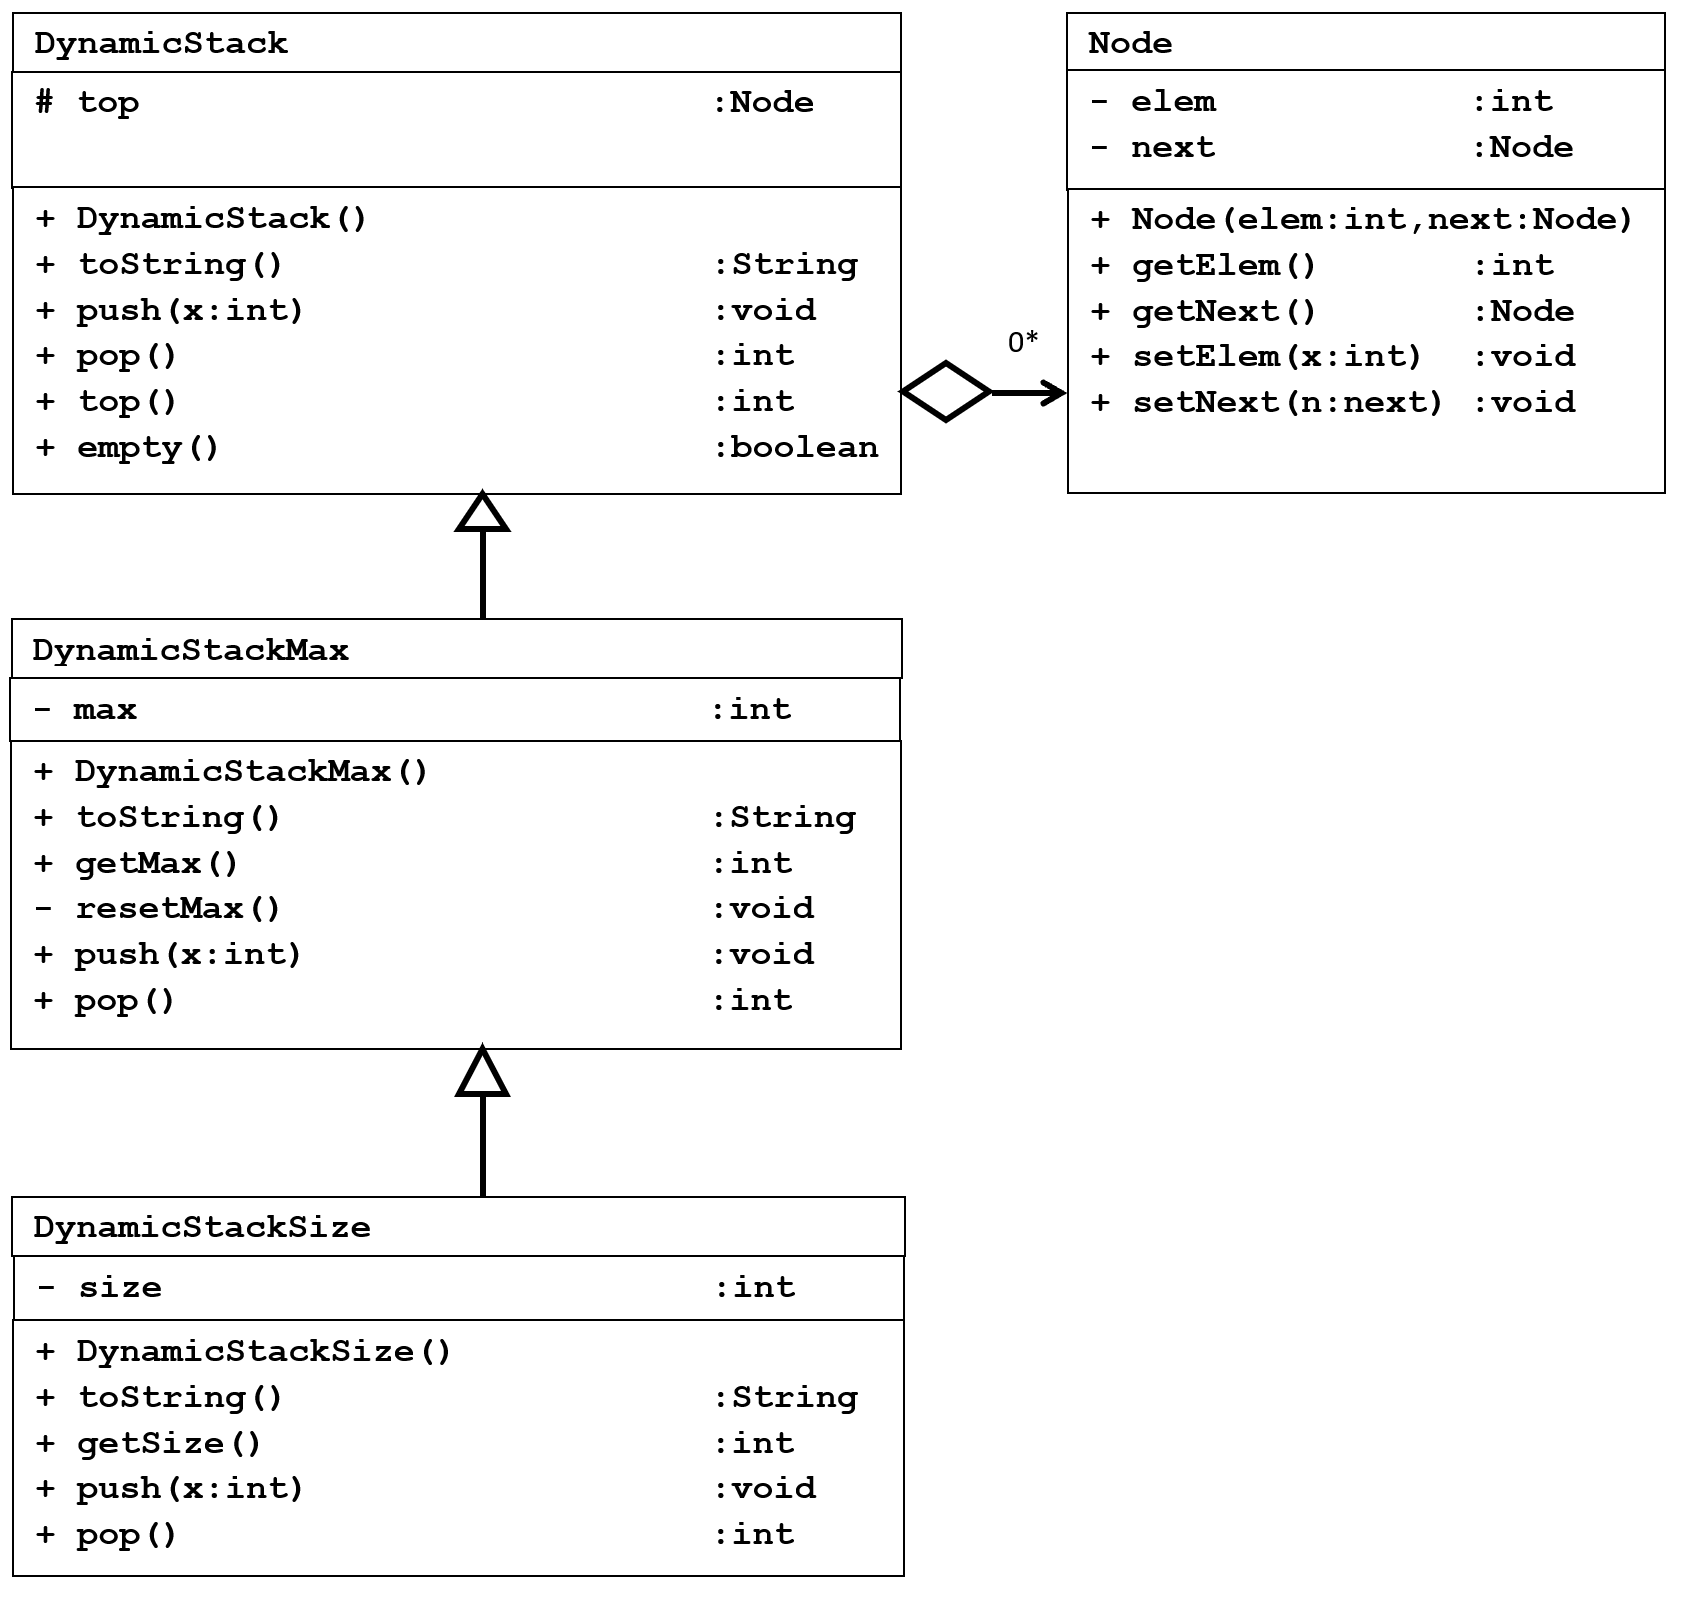 DynamicStack
# top :Node
+ DynamicStack()
+ toString() :String
+ push(x:int) :void
+ pop() :int
+ top() :int
+ empty() :boolean
0*
Node
- elem :int
- next :Node
+ Node(elem:int,next:Node)
+ getElem() :int
+ getNext() :Node
+ setElem(x:int) :void
+ setNext(n:next) :void
DynamicStackMax
- max :int
+ DynamicStackMax()
+ toString() :String
+ getMax() :int
- resetMax() :void
+ push(x:int) :void
+ pop() :int
DynamicStackSize
- size :int
+ DynamicStackSize()
+ toString() :String
+ getSize() :int
+ push(x:int) :void
+ pop() :int